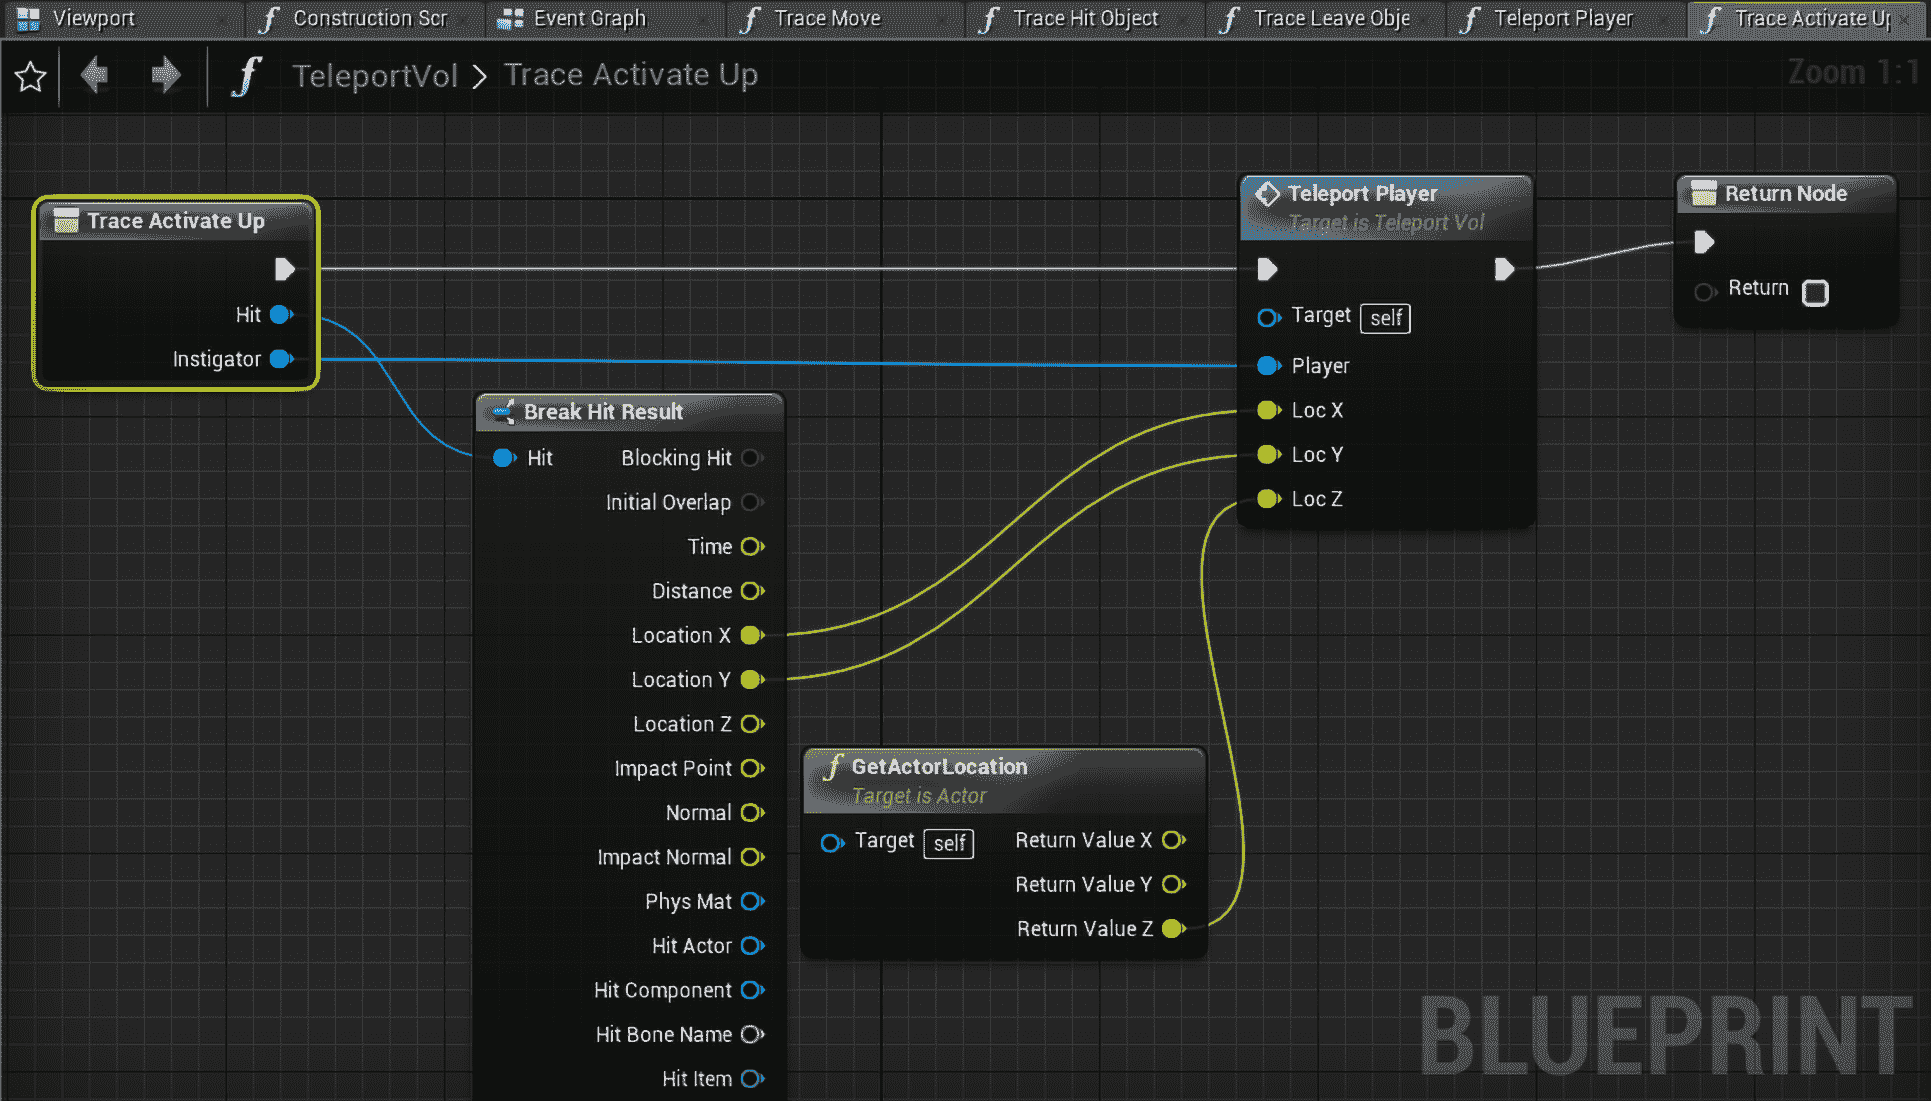 Viewport
Construction Scr
Event Graph
Trace Move
Trace Hit Object
Trace Leave Obje
Teleport Player
Trace Activate Up
TeleportVol > Trace Activate Up
Zoom 1:1
Trace Activate Up
Hit
Instigator
Break Hit Result
Hit
Blocking Hit
Initial Overlap
Time
Distance
Location X
Location Y
Location Z
Impact Point
Normal
Impact Normal
Phys Mat
Hit Actor
Hit Component
Hit Bone Name
Hit Item
GetActorLocation
Target is Actor
Target self
Return Value X
Return Value Y
Return Value Z
Teleport Player
Target is Teleport Vol
Target self
Player
Loc X
Loc Y
Loc Z
Return Node
Return
BLUEPRINT